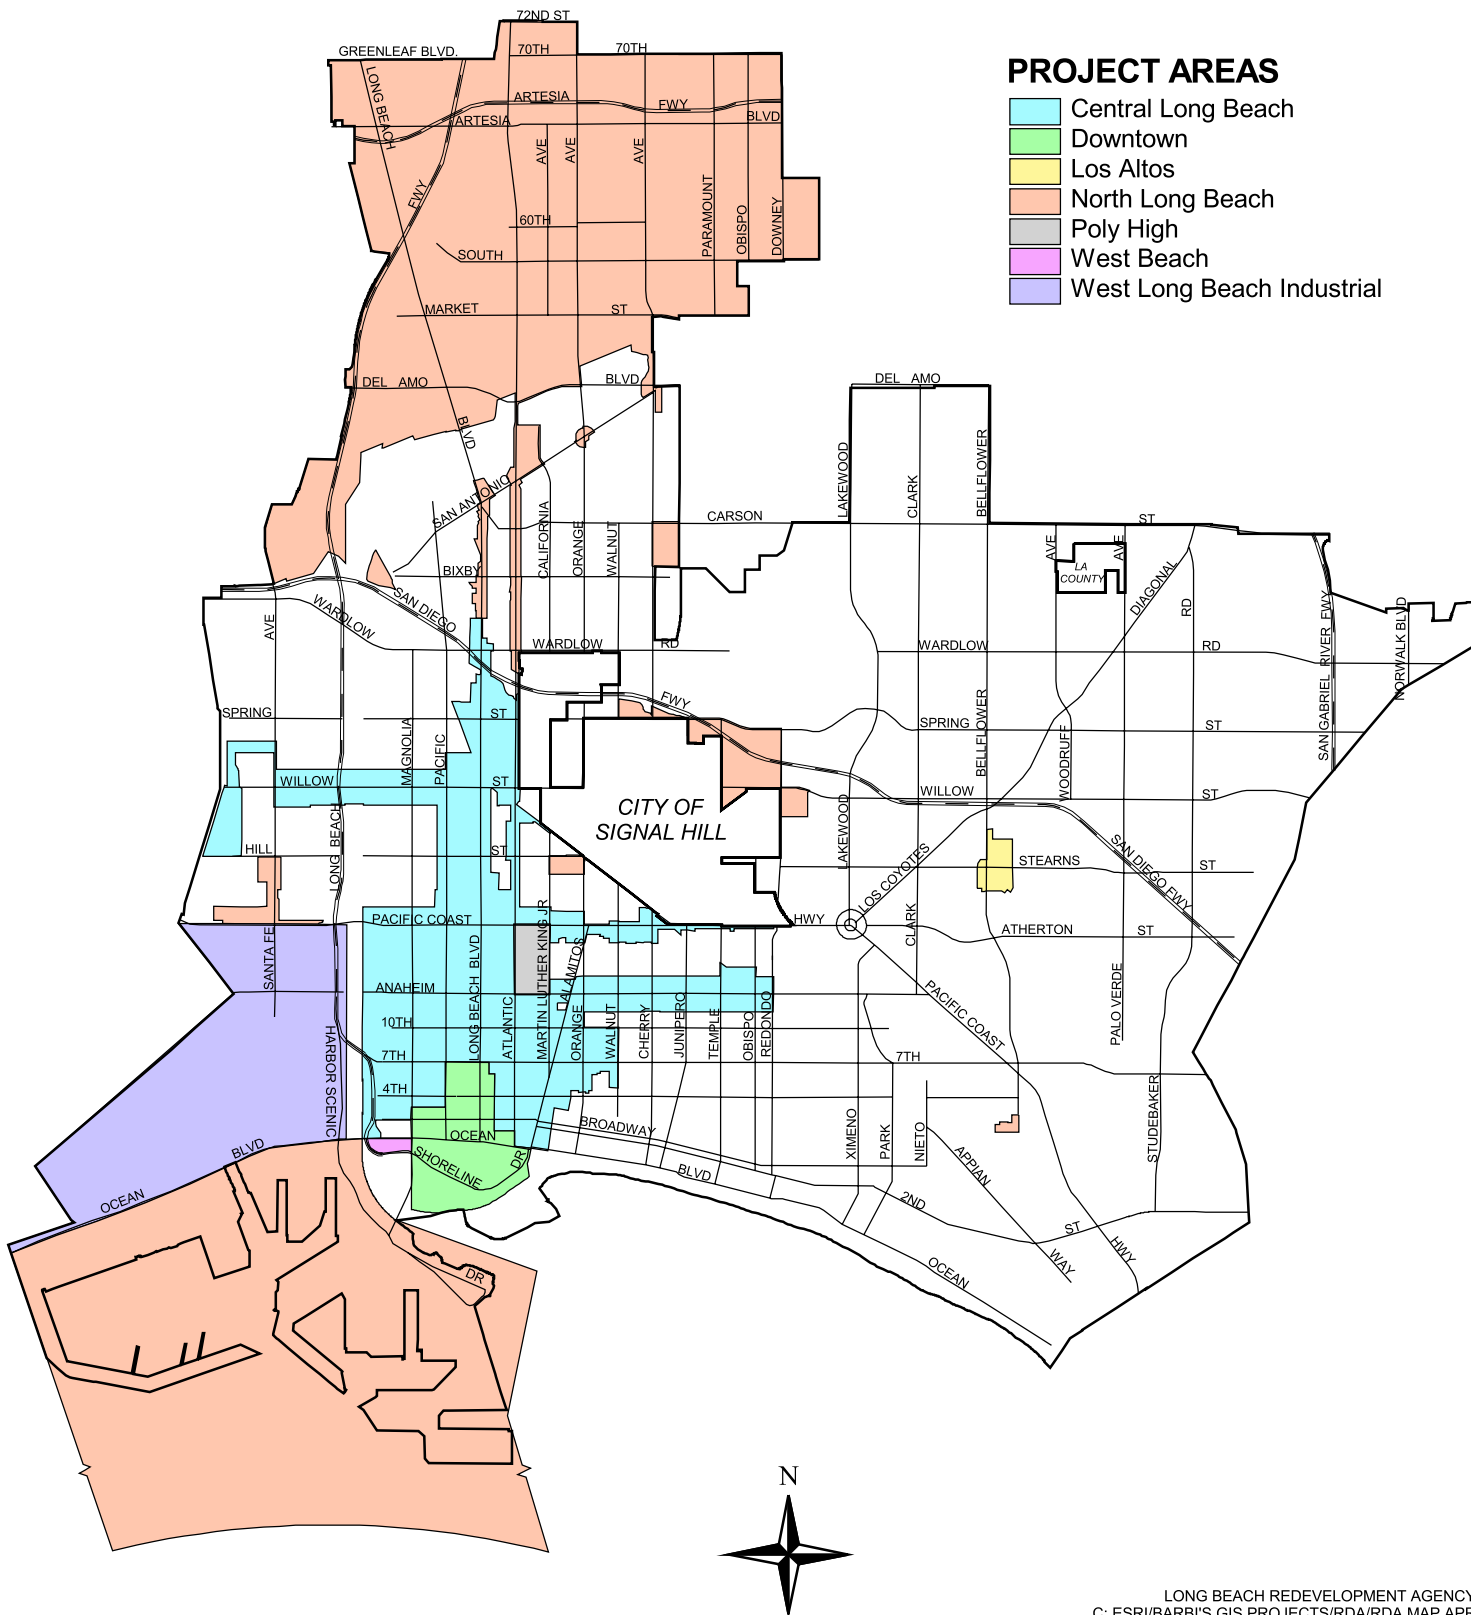 72ND ST
GREENLEAF BLVD.
70TH
70TH
LONG BEACH
ARTESIA
FWY
ARTESIA
BLVD
AVE
AVE
AVE
FWY
PARAMOUNT
OBISPO
DOWNEY
60TH
SOUTH
MARKET
ST
PROJECT AREAS
Central Long Beach
Downtown
Los Altos
North Long Beach
Poly High
West Beach
West Long Beach Industrial
DEL AMO
BLVD
DEL AMO
BLVD
LAKEWOOD
CLARK
BELLFLOWER
SAN ANTONIO
CALIFORNIA
ORANGE
WALNUT
CARSON
ST
BIXBY
AVE
AVE
LA
COUNTY
DIAGONAL
RD
SAN GABRIEL RIVER FWY
NORWALK BLVD
AVE
WARDLOW
SAN DIEGO
WARDLOW
RD
WARDLOW
RD
FWY
SPRING
ST
MAGNOLIA
PACIFIC
SPRING
ST
BELLFLOWER
WOODRUFF
WILLOW
ST
WILLOW
ST
CITY OF
SIGNAL HILL
LONG BEACH
LAKEWOOD
HILL
ST
LOS COYOTES
STEARNS
ST
SAN DIEGO FWY
PACIFIC COAST
HWY
CLARK
ATHERTON
ST
SANTA FE
LONG BEACH BLVD
MARTIN LUTHER KING JR
ALAMITOS
ANAHEIM
ATLANTIC
ORANGE
WALNUT
CHERRY
JUNIPERO
TEMPLE
OBISPO
REDONDO
PACIFIC COAST
PALO VERDE
10TH
7TH
7TH
HARBOR SCENIC
4TH
BROADWAY
OCEAN
XIMENO
PARK
NIETO
STUDEBAKER
BLVD
SHORELINE
DR
BLVD
APPIAN
OCEAN
2ND
ST
WAY
HWY
OCEAN
DR
N
LONG BEACH REDEVELOPMENT AGENCY